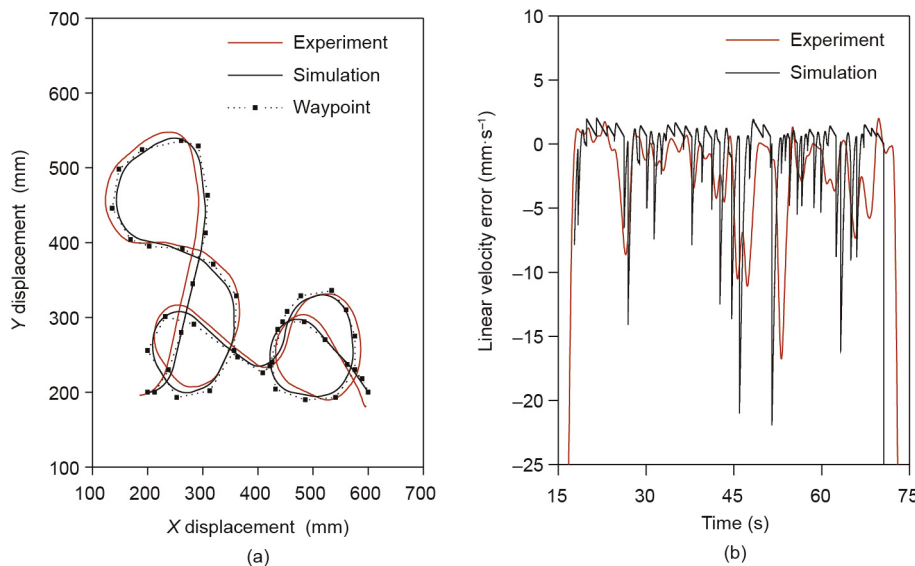 700
600
500
400
300
200
100
Y displacement (mm)
100 200 300 400 500 600 700
X displacement (mm)
Experiment
Simulation
Waypoint
(a)
10
5
0
–5
–10
–15
–20
–25
Linear velocity error (mm·s⁻¹)
15 30 45 60 75
Time (s)
Experiment
Simulation
(b)